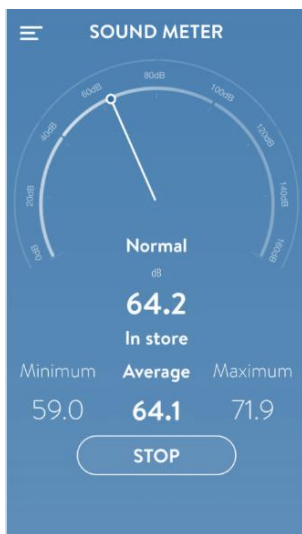 SOUND METER
0dB
20dB
40dB
60dB
80dB
100dB
120dB
140dB
160dB
Normal
dB
64.2
In store
Minimum Average Maximum
59.0 64.1 71.9
STOP